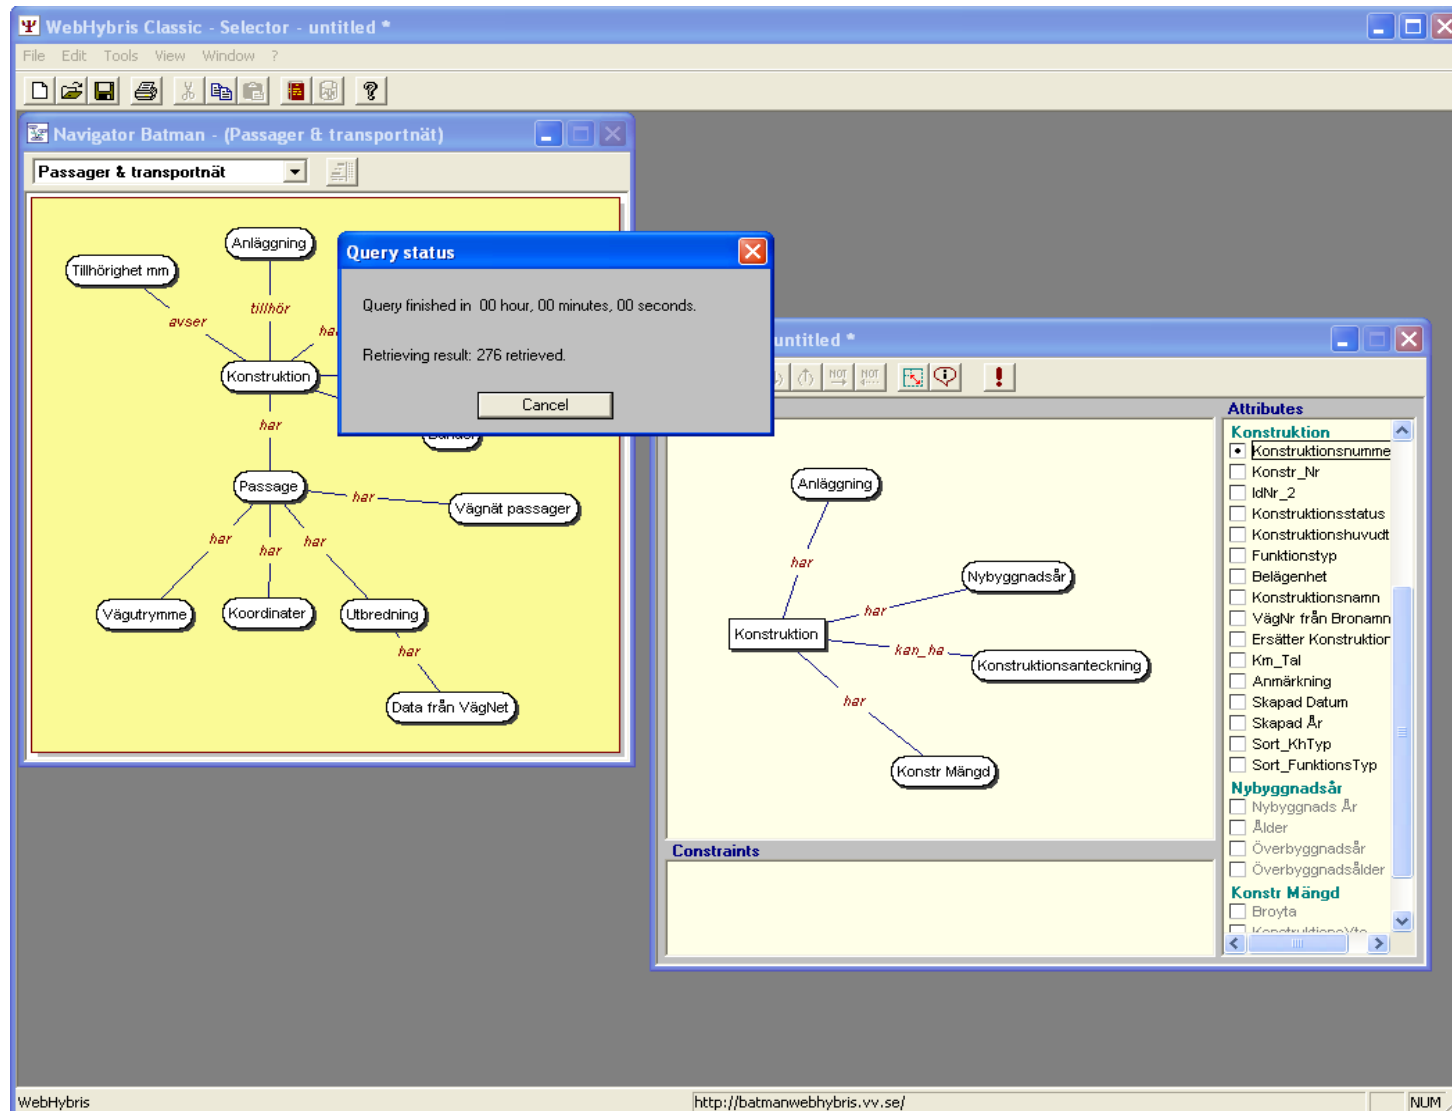 WebHybris Classic - Selector - untitled *
File Edit Tools View Window ?
Navigator Batman - (Passager & transportnät)
Passager & transportnät
Anläggning
Tillhörighet mm
tillhör
avser
Konstruktion
har
Passage
har
Vägnät passager
har
har
har
Vägutrymme
Koordinater
Utbredning
har
Data från VägNet
Query status
Query finished in 00 hour, 00 minutes, 00 seconds.
Retrieving result: 276 retrieved.
Cancel
untitled *
NOT
NOT
Anläggning
har
Nybyggnadsår
har
Konstruktion
kan_ha
Konstruktionsanteckning
har
Konstr Mängd
Constraints
Attributes
Konstruktion
Konstruktionsnumme
Konstr_Nr
IdNr_2
Konstruktionsstatus
Konstruktionshuvudt
Funktionstyp
Belägenhet
Konstruktionsnamn
VägNr från Bronamn
Ersätter Konstruktior
Km_Tal
Anmärkning
Skapad Datum
Skapad År
Sort_KhTyp
Sort_FunktionsTyp
Nybyggnadsår
Nybyggnads År
Ålder
Överbyggnadsår
Överbyggnadsålder
Konstr Mängd
Broyta
WebHybris
http://batmanwebhybris.vv.se/
NUM